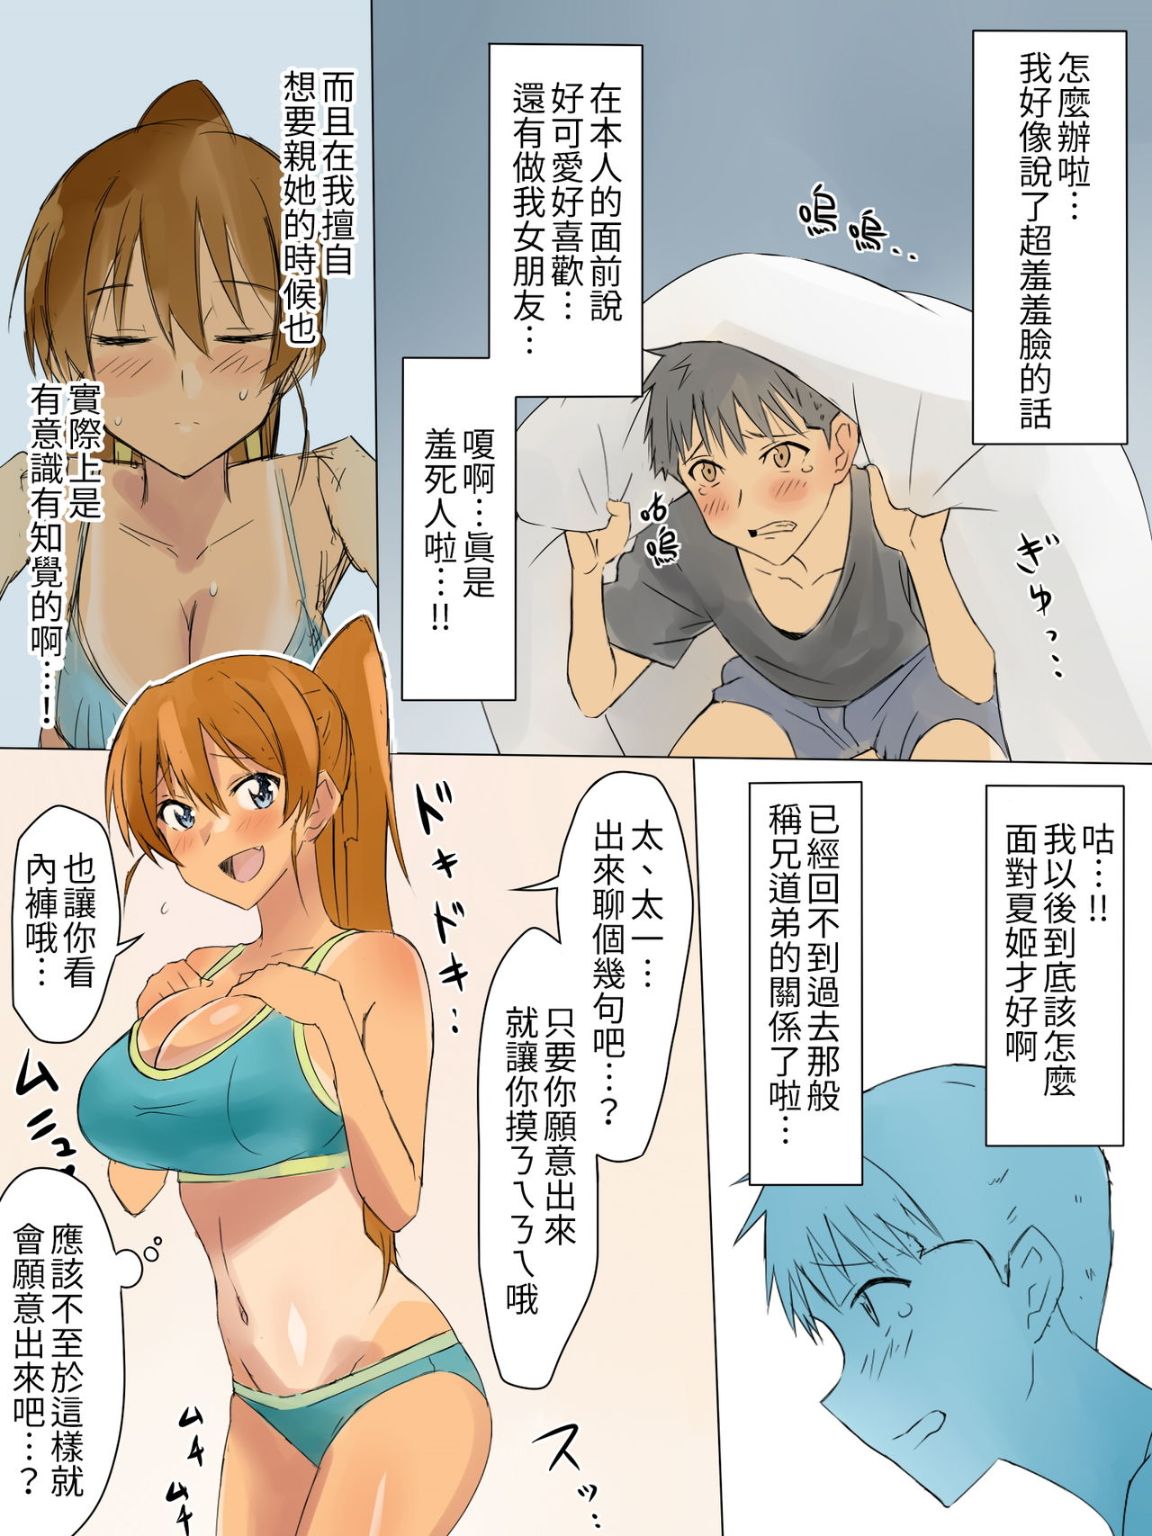 怎麼辦啦…
我好像說了超羞羞臉的話
嗚
嗚..
在本人的面前說
好可愛好喜歡…
還有做我女朋友…
嗄啊…眞是
羞死人啦…!!
咕
嗚
ぎゅっ…
而且在我擅自
想要親她的時候也
實際上是
有意識有知覺的啊…！
咕…!!
我以後到底該怎麼
面對夏姬才好啊
已經回不到過去那般
稱兄道弟的關係了啦…
太、太一…
出來聊個幾句吧…？
只要你願意出來
就讓你摸ㄋㄟㄋㄟ哦
ドキ
ドキ…
也讓你看
內褲哦…
ムニュ
應該不至於這樣就
會願意出來吧…？
ムチ
ムチ
スッ…